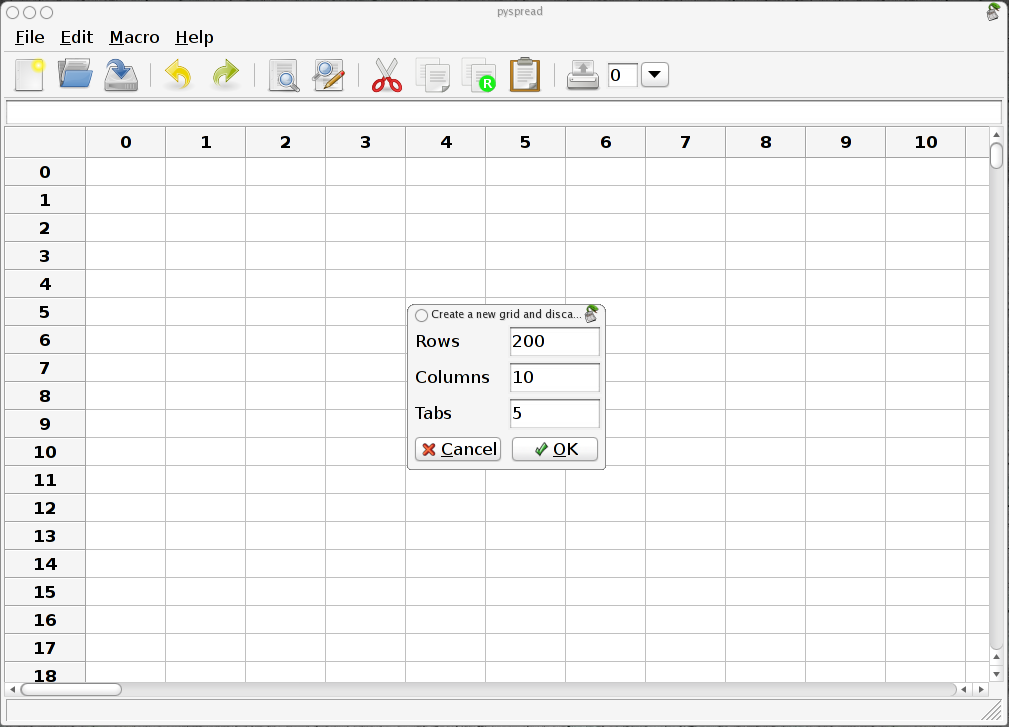 pyspread
File Edit Macro Help
R 0
0 1 2 3 4 5 6 7 8 9 10
0
1
2
3
4
5
6
7
8
9
10
11
12
13
14
15
16
17
18
Create a new grid and disca...
Rows 200
Columns 10
Tabs 5
Cancel OK